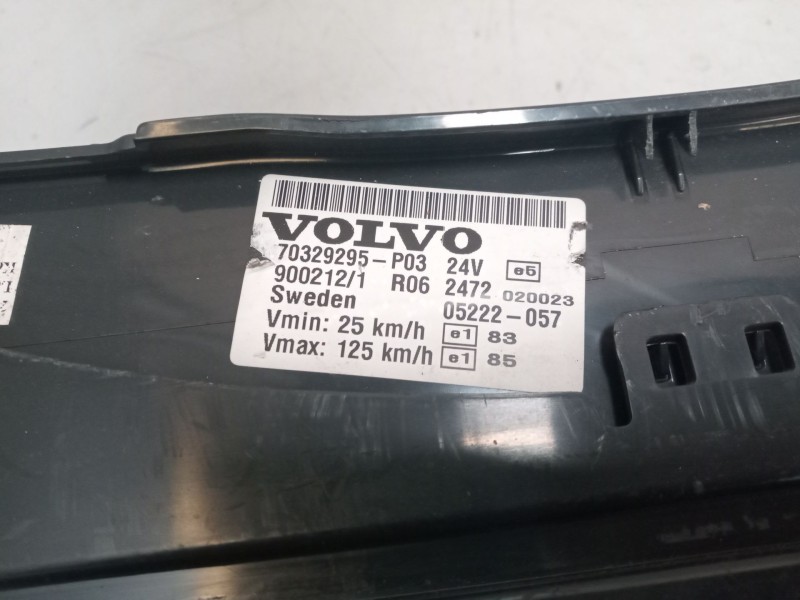 VOLVO
70329295-P03 24V e5
900212/1 R06 2472 020023
Sweden 05222-057
Vmin: 25 km/h e1 83
Vmax: 125 km/h e1 85